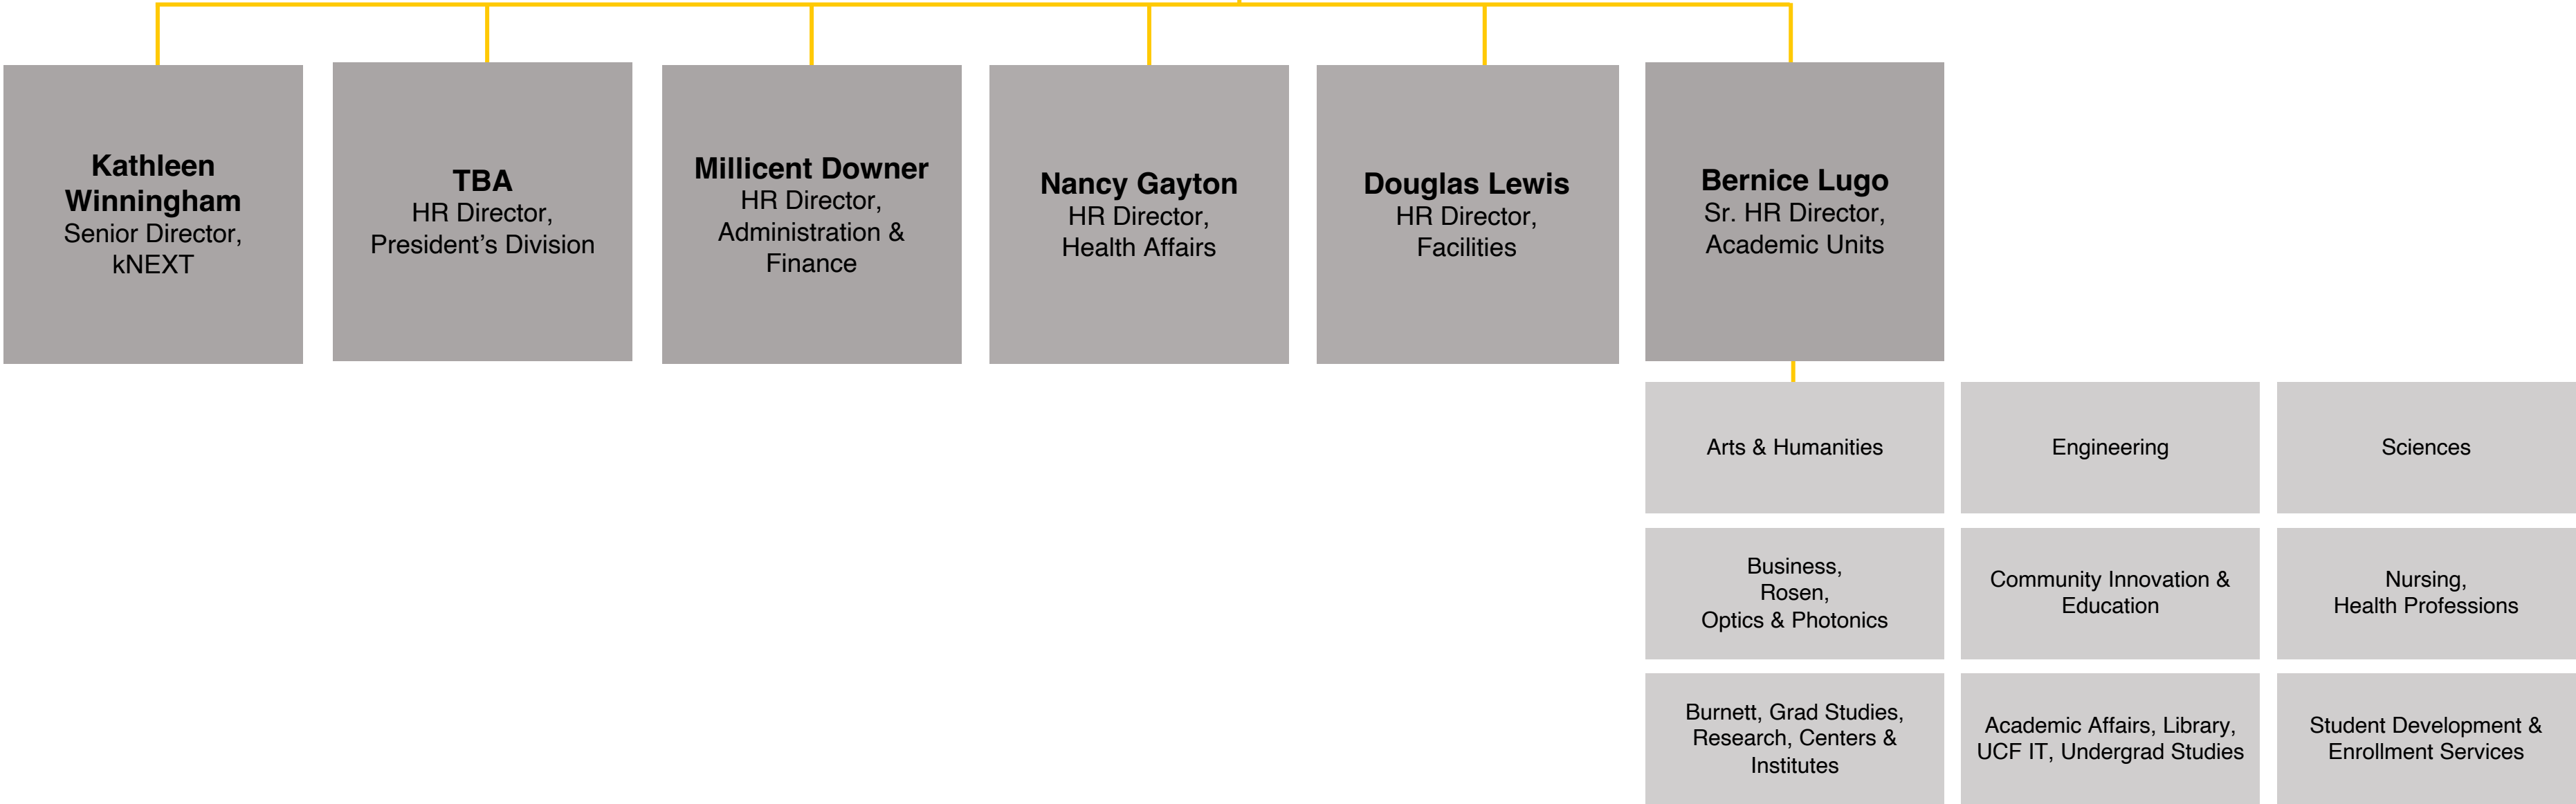 Kathleen
Winningham
Senior Director,
kNEXT
TBA
HR Director,
President’s Division
Millicent Downer
HR Director,
Administration &
Finance
Nancy Gayton
HR Director,
Health Affairs
Douglas Lewis
HR Director,
Facilities
Bernice Lugo
Sr. HR Director,
Academic Units
Arts & Humanities
Engineering
Sciences
Business,
Rosen,
Optics & Photonics
Community Innovation &
Education
Nursing,
Health Professions
Burnett, Grad Studies,
Research, Centers &
Institutes
Academic Affairs, Library,
UCF IT, Undergrad Studies
Student Development &
Enrollment Services